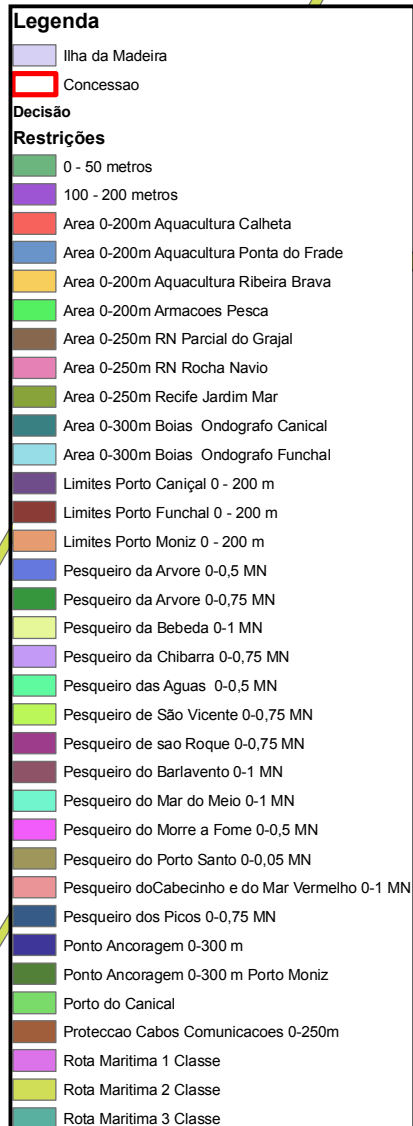 Legenda
Ilha da Madeira
Concessao
Decisão
Restrições
0 - 50 metros
100 - 200 metros
Area 0-200m Aquacultura Calheta
Area 0-200m Aquacultura Ponta do Frade
Area 0-200m Aquacultura Ribeira Brava
Area 0-200m Armacoes Pesca
Area 0-250m RN Parcial do Grajal
Area 0-250m RN Rocha Navio
Area 0-250m Recife Jardim Mar
Area 0-300m Boias  Ondografo Canical
Area 0-300m Boias  Ondografo Funchal
Limites Porto Caniçal 0 - 200 m
Limites Porto Funchal 0 - 200 m
Limites Porto Moniz 0 - 200 m
Pesqueiro da Arvore 0-0,5 MN
Pesqueiro da Arvore 0-0,75 MN
Pesqueiro da Bebeda 0-1 MN
Pesqueiro da Chibarra 0-0,75 MN
Pesqueiro das Aguas  0-0,5 MN
Pesqueiro de São Vicente 0-0,75 MN
Pesqueiro de sao Roque 0-0,75 MN
Pesqueiro do Barlavento 0-1 MN
Pesqueiro do Mar do Meio 0-1 MN
Pesqueiro do Morre a Fome 0-0,5 MN
Pesqueiro do Porto Santo 0-0,05 MN
Pesqueiro doCabecinho e do Mar Vermelho 0-1 MN
Pesqueiro dos Picos 0-0,75 MN
Ponto Ancoragem 0-300 m
Ponto Ancoragem 0-300 m Porto Moniz
Porto do Canical
Proteccao Cabos Comunicacoes 0-250m
Rota Maritima 1 Classe
Rota Maritima 2 Classe
Rota Maritima 3 Classe